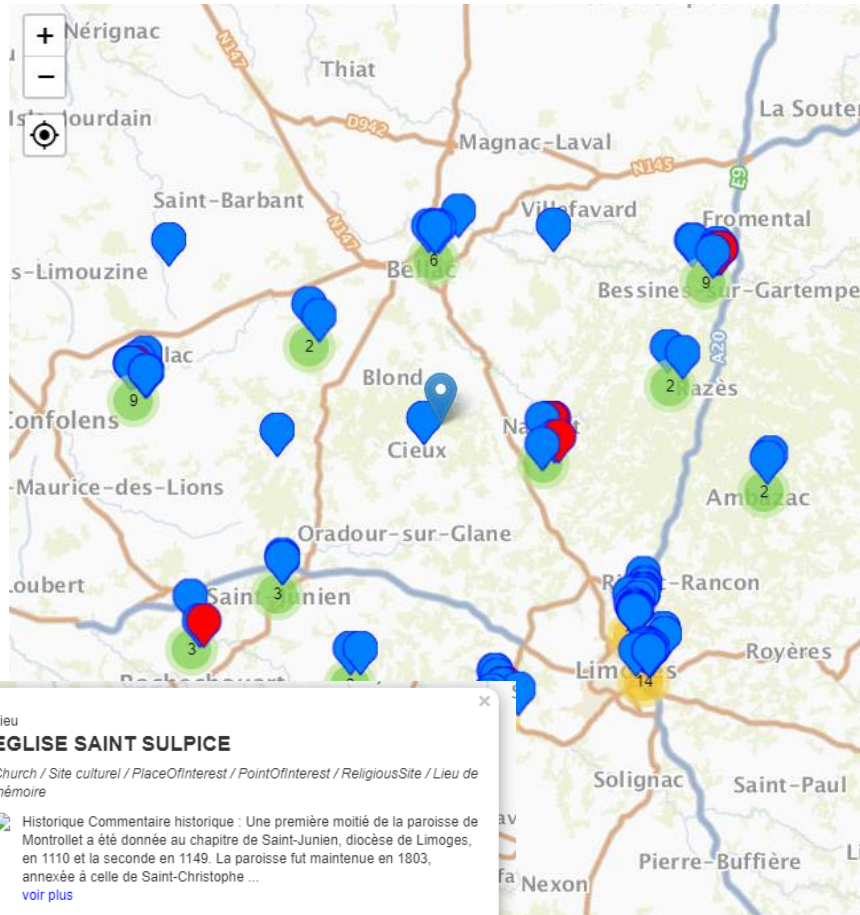 +
Nérignac
−
N147
Thiat
La Souter
Isle Jourdain
D942
Magnac-Laval
N145
E9
Saint-Barbant
Villefavard
Fromental
N147
6
s-Limouzine
Bellac
9
Bessines-sur-Gartempe
2
lac
A20
Blond
2
Razès
9
Confolens
Na
Cieux
-Maurice-des-Lions
2
Ambazac
Oradour-sur-Glane
oubert
3
Saint-Junien
t-Rancon
3
Royères
Limoges
14
Rochechouart
×
ieu
EGLISE SAINT SULPICE
Church / Site culturel / PlaceOfInterest / PointOfInterest / ReligiousSite / Lieu de
mémoire
Historique Commentaire historique : Une première moitié de la paroisse de
Montrollet a été donnée au chapitre de Saint-Junien, diocèse de Limoges,
en 1110 et la seconde en 1149. La paroisse fut maintenue en 1803,
annexée à celle de Saint-Christophe ...
voir plus
Solignac
Saint-Paul
Pierre-Buffière
Nexon